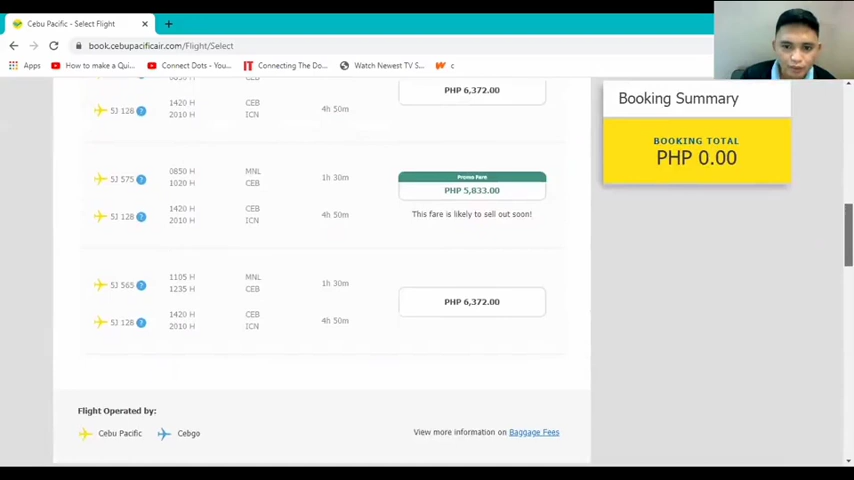 Cebu Pacific - Select Flight
book.cebupacificair.com/Flight/Select
Apps
How to make a Qui...
Connect Dots - You...
IT Connecting The Do...
Watch Newest TV S...
c
CEB
PHP 6,372.00
5J 128 ?
1420 H
2010 H
CEB
ICN
4h 50m
5J 575 ?
0850 H
1020 H
MNL
CEB
1h 30m
Promo Fare
PHP 5,833.00
5J 128 ?
1420 H
2010 H
CEB
ICN
4h 50m
This fare is likely to sell out soon!
5J 565 ?
1105 H
1235 H
MNL
CEB
1h 30m
PHP 6,372.00
5J 128 ?
1420 H
2010 H
CEB
ICN
4h 50m
Flight Operated by:
Cebu Pacific
Cebgo
View more information on Baggage Fees
Booking Summary
BOOKING TOTAL
PHP 0.00